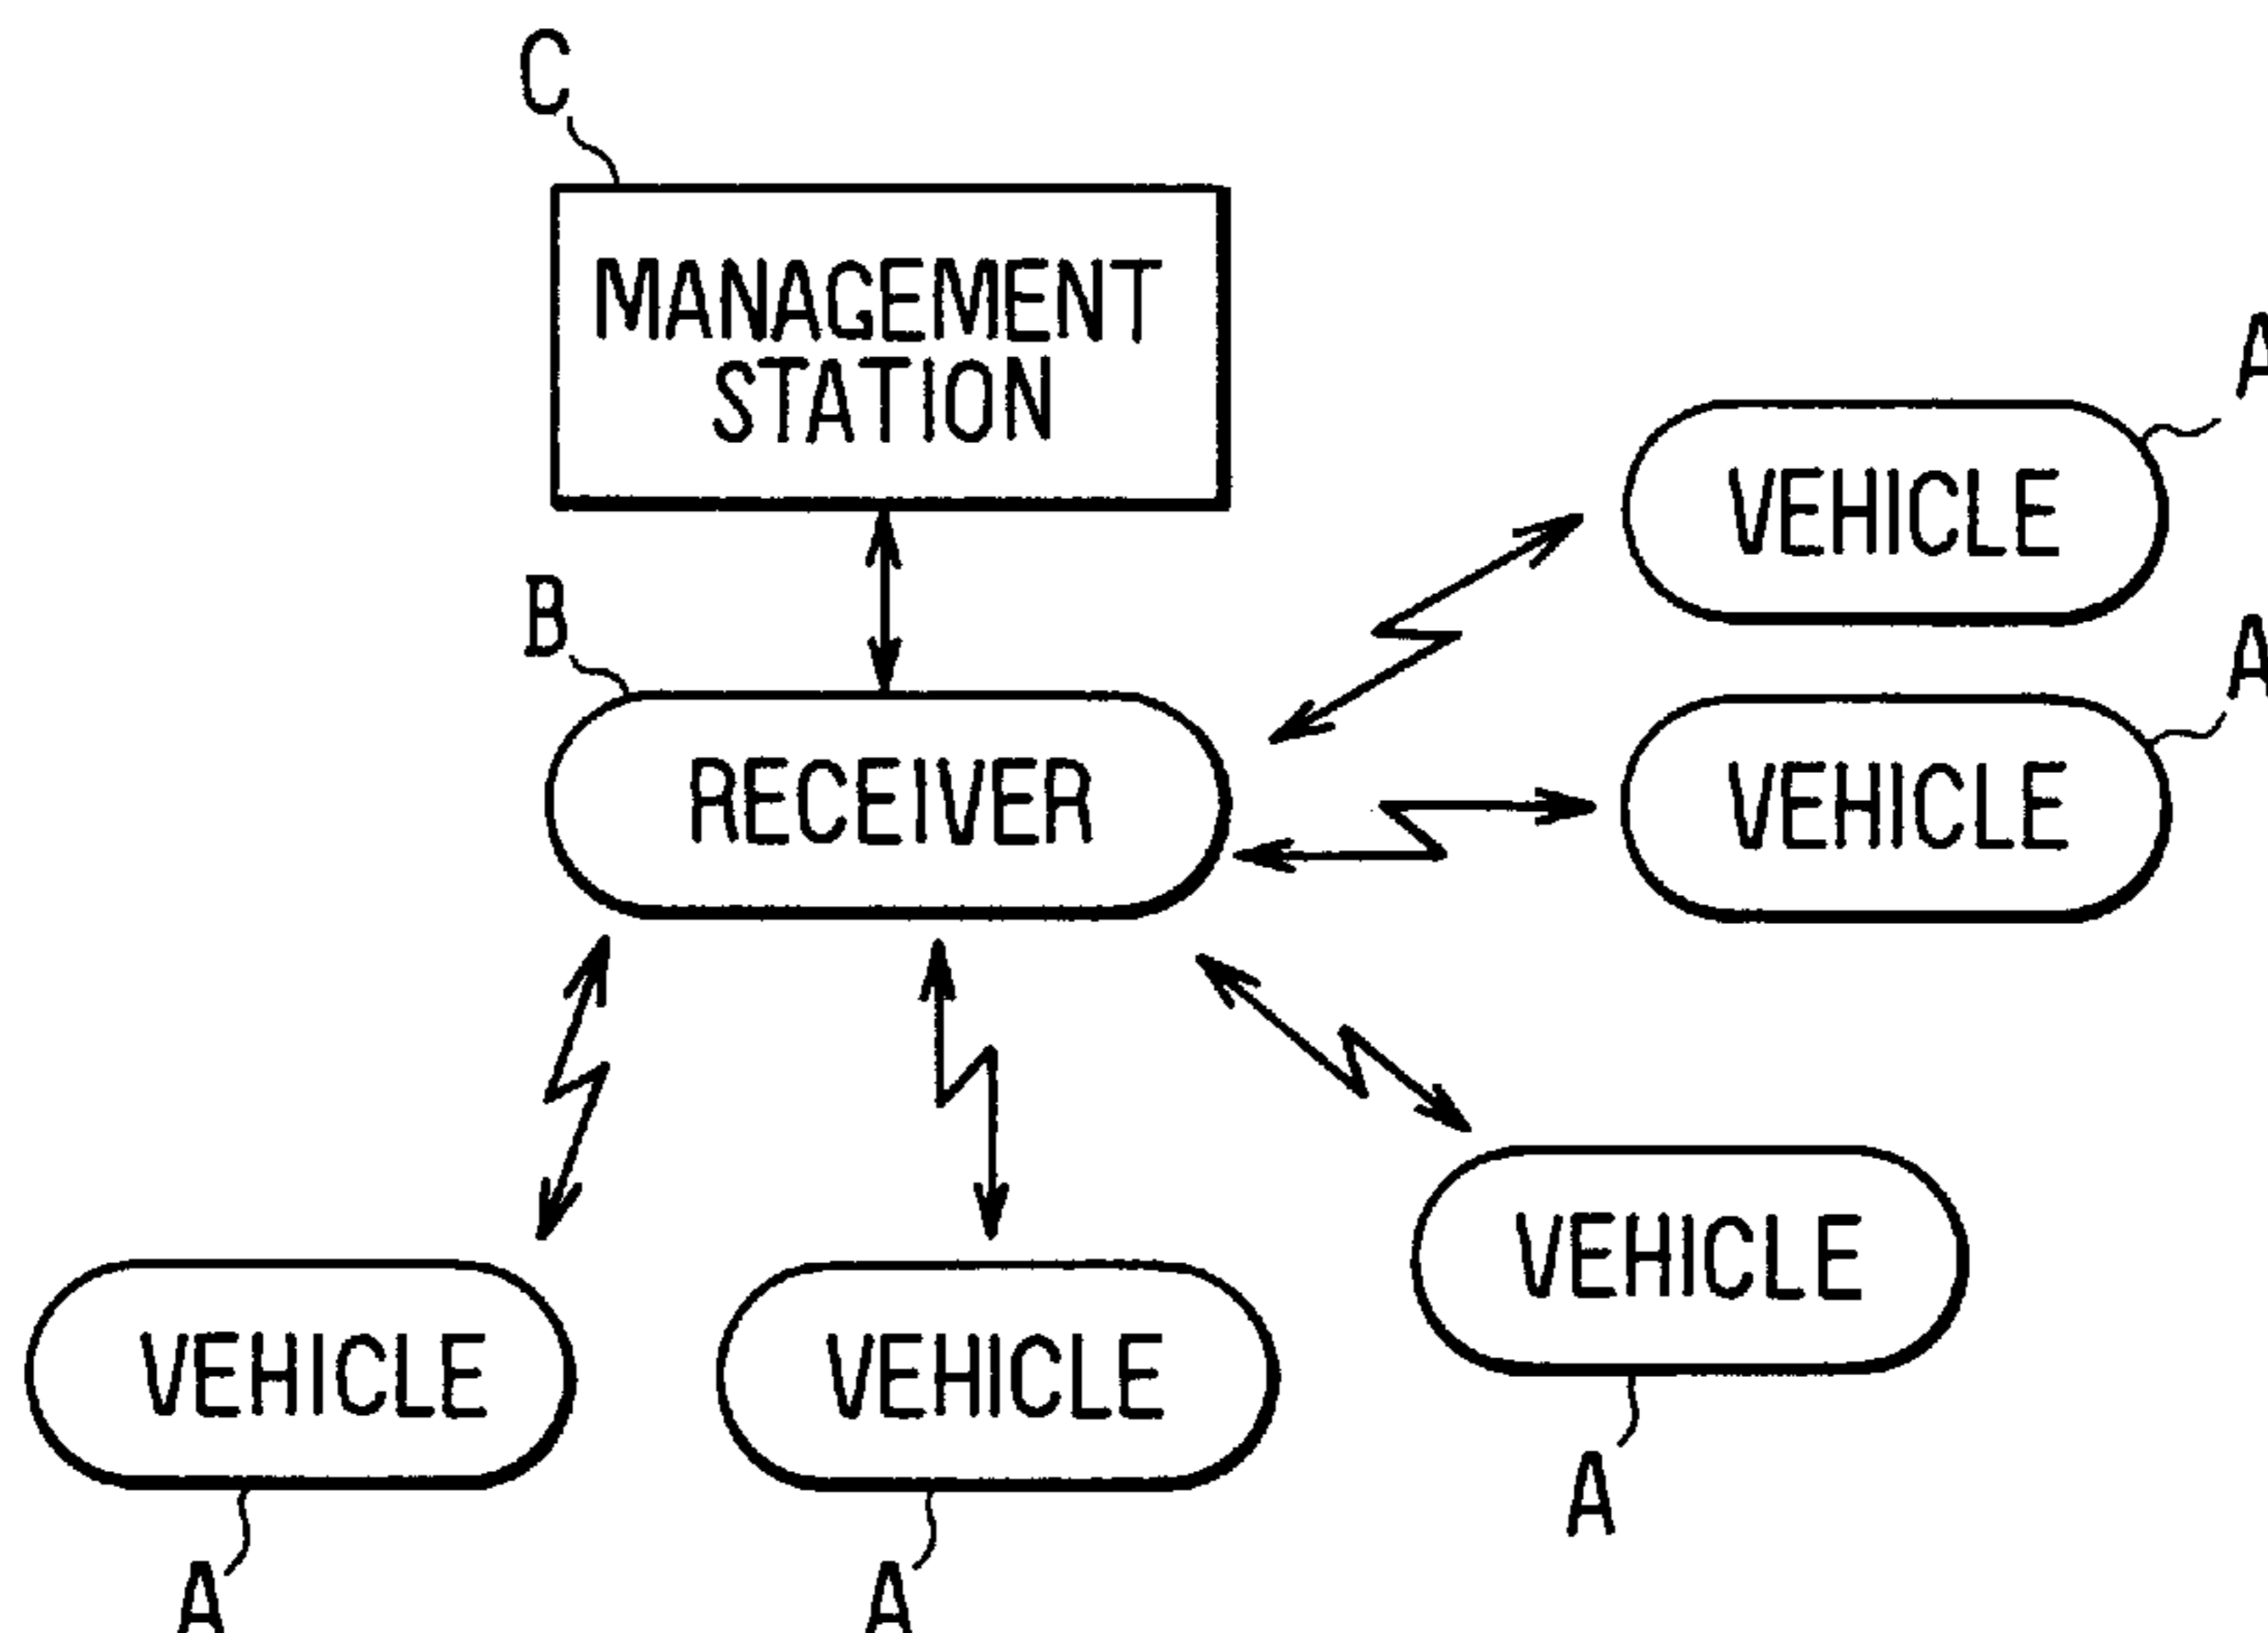 C
MANAGEMENT
STATION
A
VEHICLE
B
A
RECEIVER
VEHICLE
VEHICLE
VEHICLE
VEHICLE
A
A
A